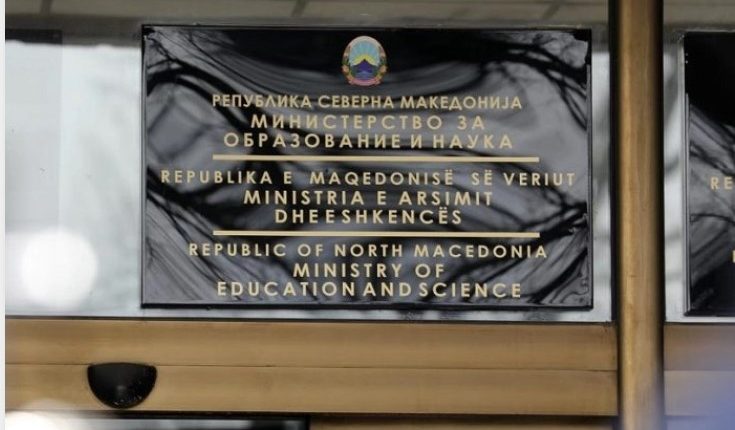 РЕПУБЛИКА СЕВЕРНА МАКЕДОНИЈА
МИНИСТЕРСТВО ЗА
ОБРАЗОВАНИЕ И НАУКА
REPUBLIKA E MAQEDONISË SË VERIUT
MINISTRIA E ARSIMIT
DHE E SHKENCËS
REPUBLIC OF NORTH MACEDONIA
MINISTRY OF
EDUCATION AND SCIENCE